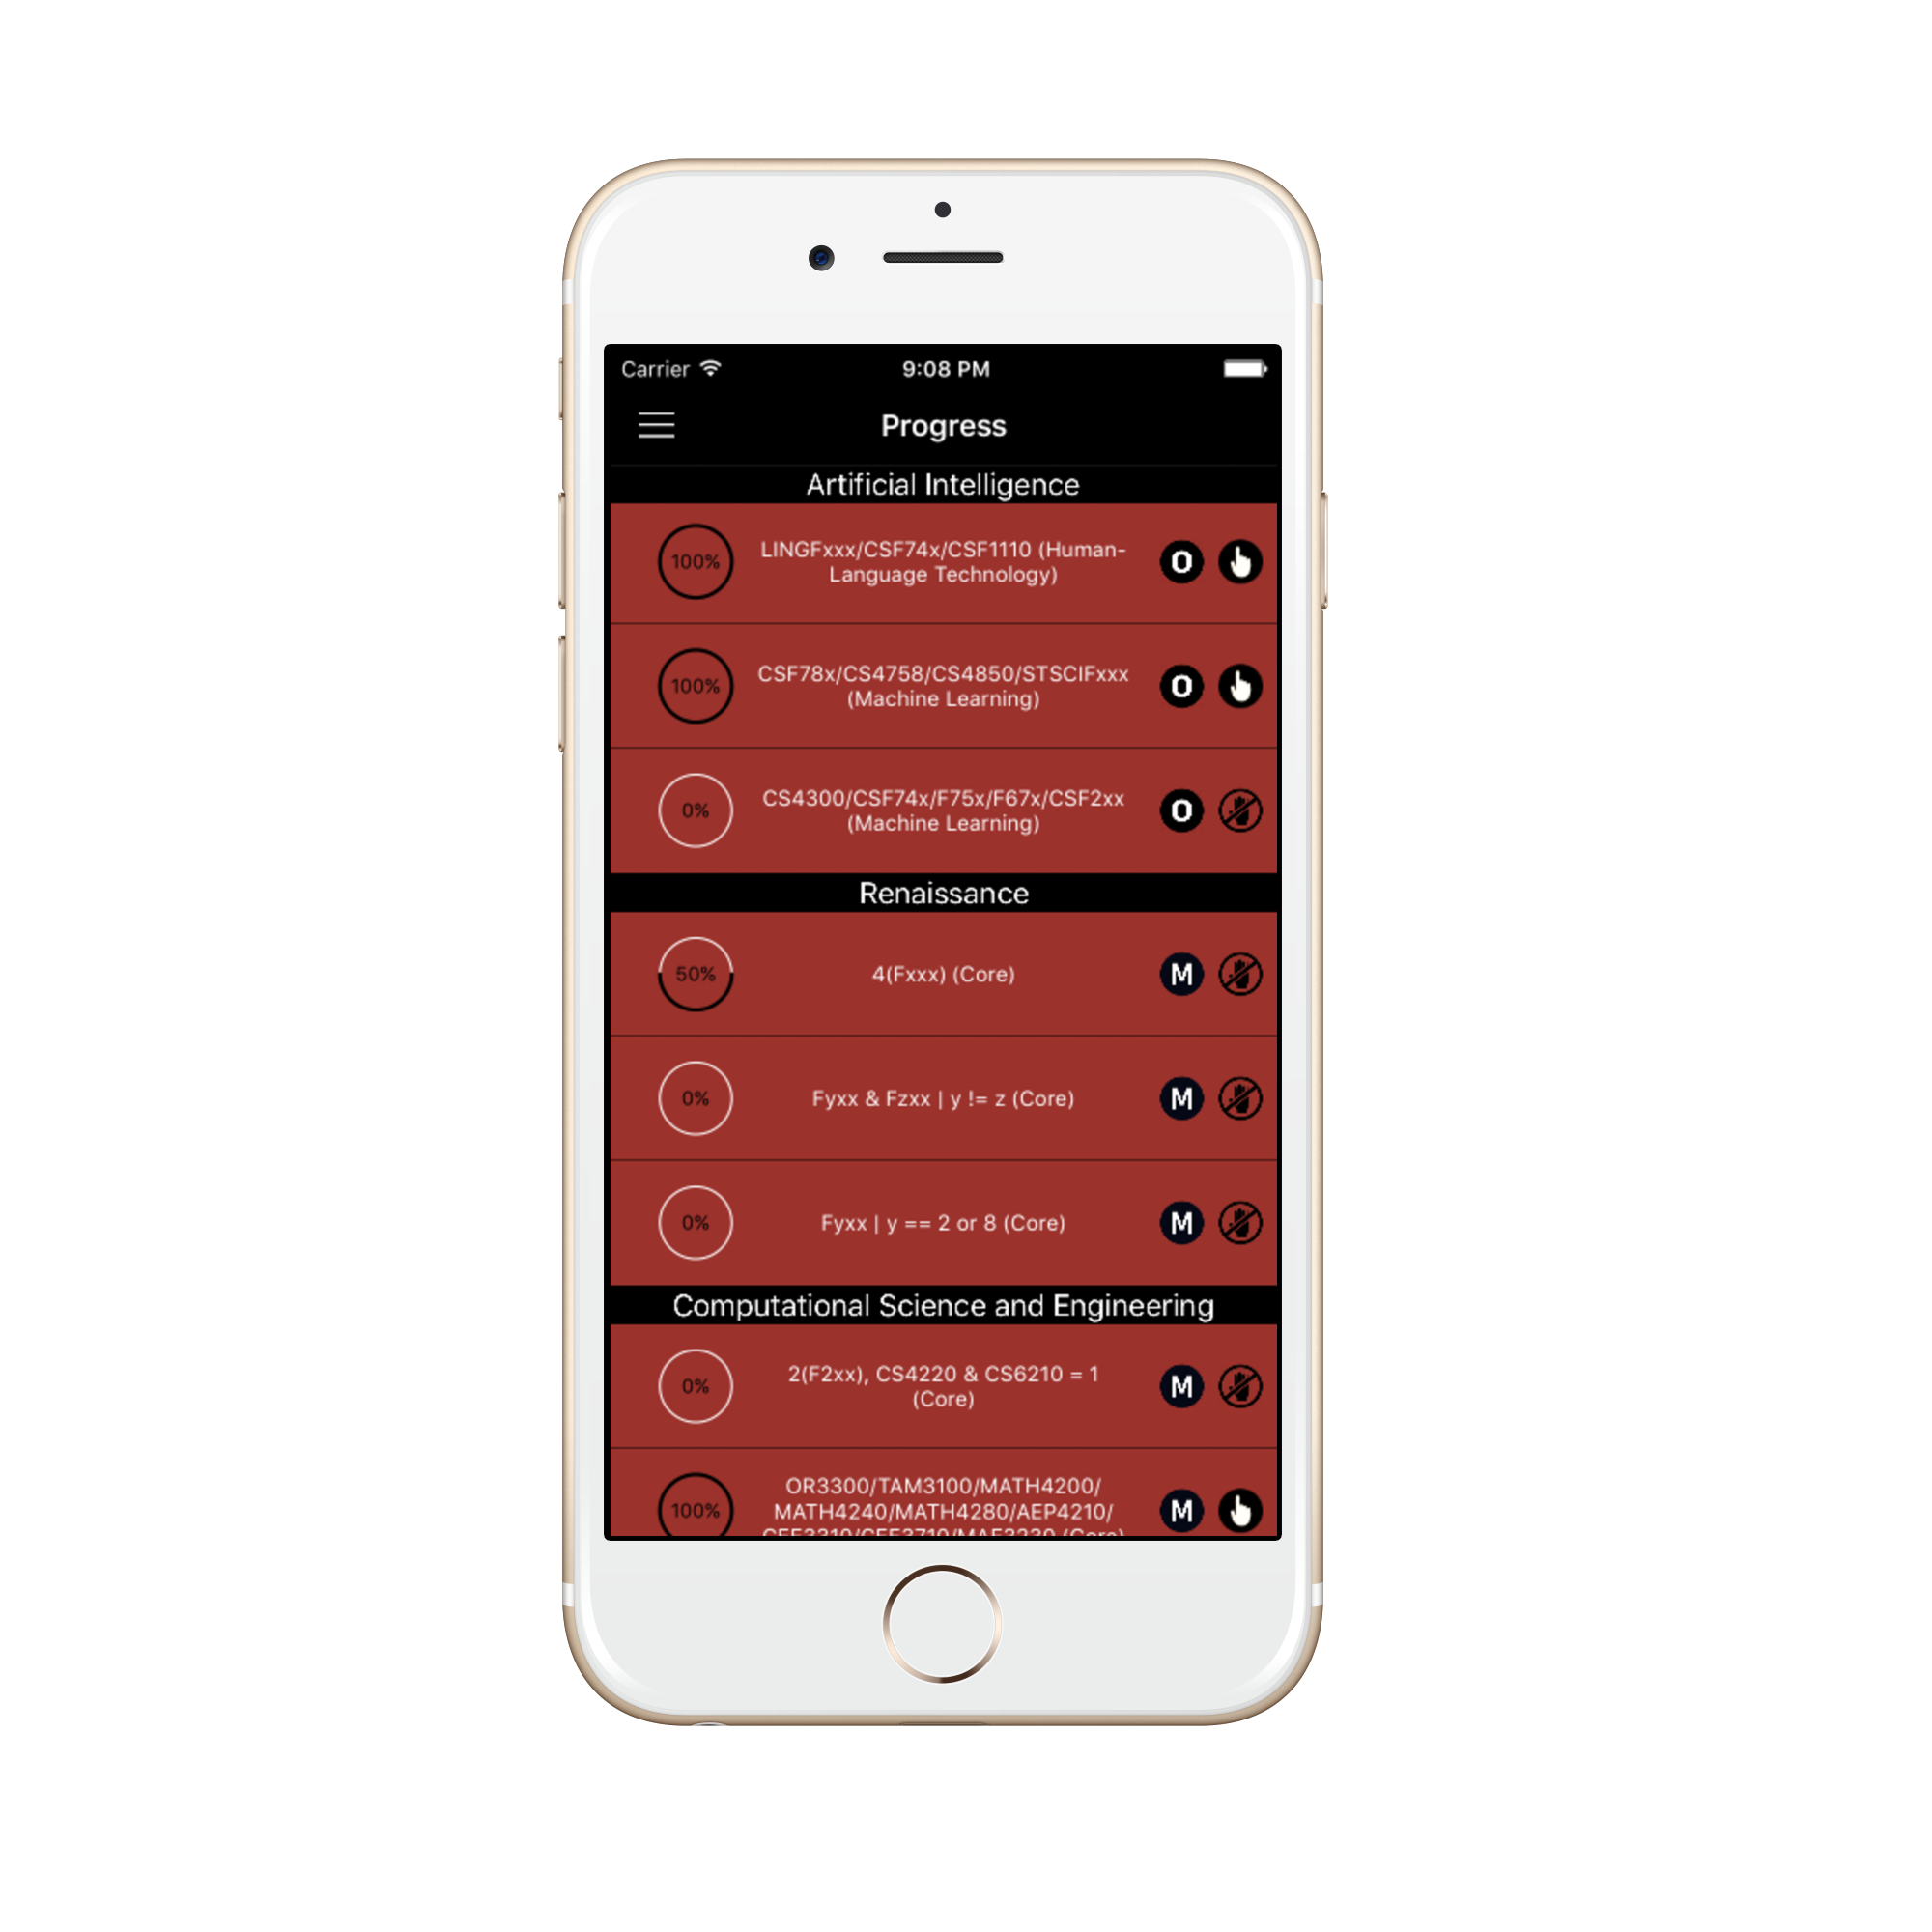 Carrier 9:08 PM
Progress
Artificial Intelligence
100% LINGFxxx/CSF74x/CSF1110 (Human-
Language Technology) O
100% CSF78x/CS4758/CS4850/STSCIFxxx
(Machine Learning) O
0% CS4300/CSF74x/F75x/F67x/CSF2xx
(Machine Learning) O
Renaissance
50% 4(Fxxx) (Core) M
0% Fyxx & Fzxx | y != z (Core) M
0% Fyxx | y == 2 or 8 (Core) M
Computational Science and Engineering
0% 2(F2xx), CS4220 & CS6210 = 1
(Core) M
OR3300/TAM3100/MATH4200/
100% MATH4240/MATH4280/AEP4210/ M